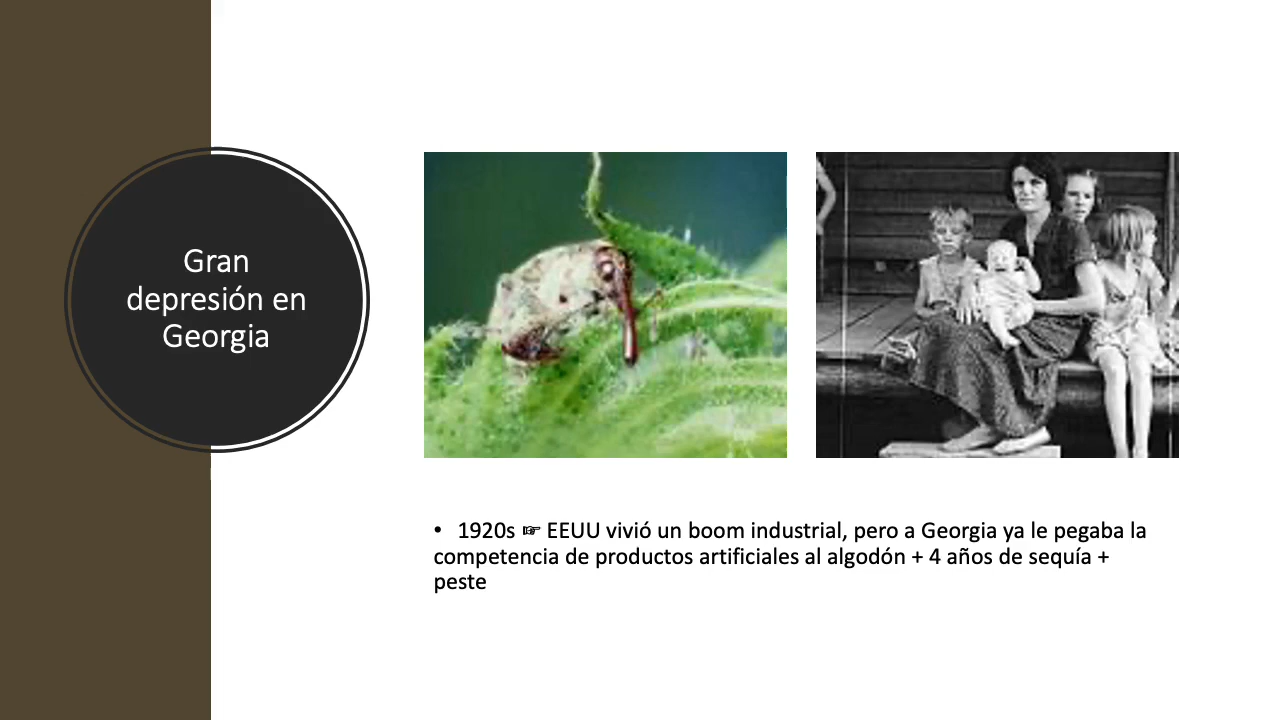 Gran
depresión en
Georgia
• 1920s ☞ EEUU vivió un boom industrial, pero a Georgia ya le pegaba la
competencia de productos artificiales al algodón + 4 años de sequía +
peste